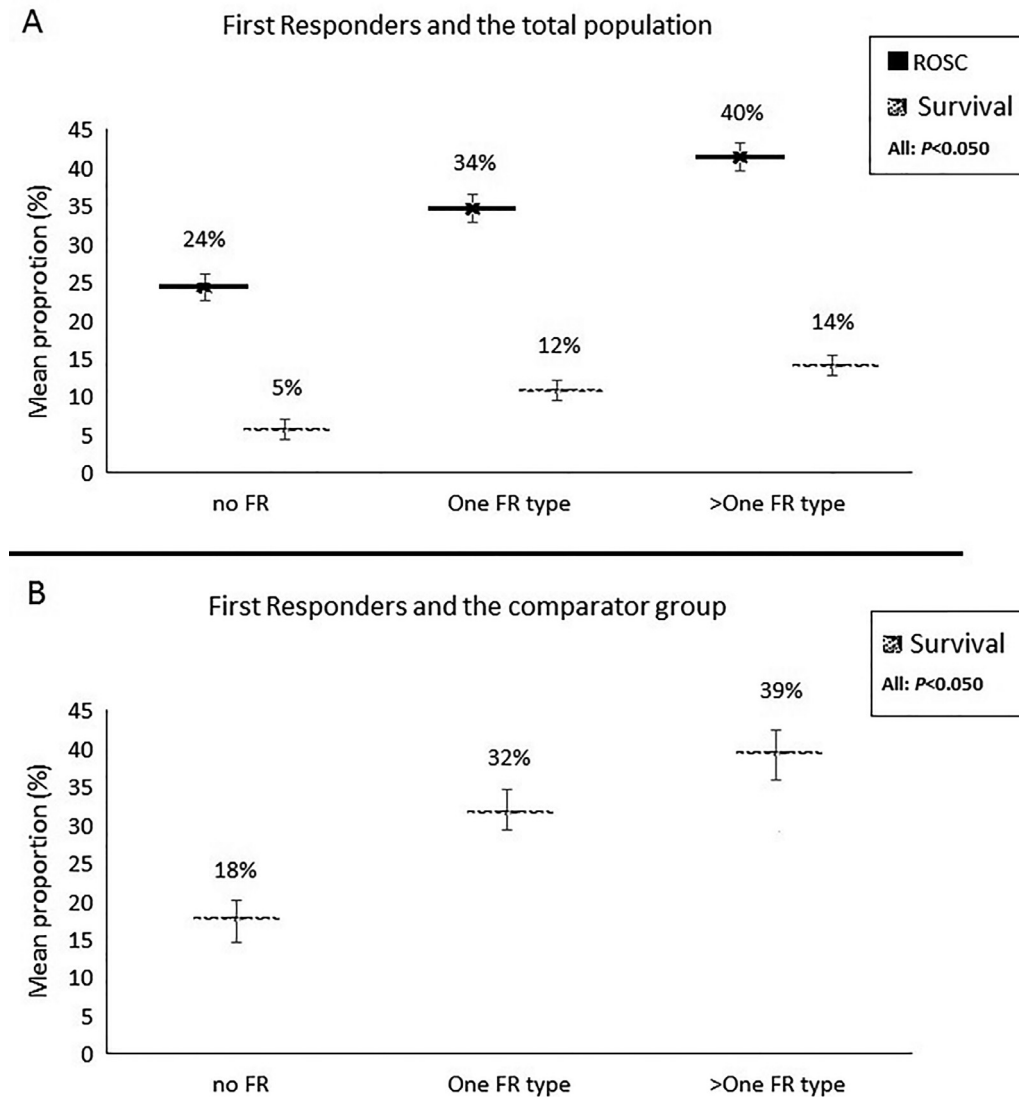 A
First Responders and the total population
ROSC
Survival
All: P<0.050
Mean proprotion (%)
45
40
35
30
25
20
15
10
5
0
24%
34%
40%
5%
12%
14%
no FR
One FR type
>One FR type
B
First Responders and the comparator group
Survival
All: P<0.050
Mean proportion (%)
45
40
35
30
25
20
15
10
5
0
18%
32%
39%
no FR
One FR type
>One FR type